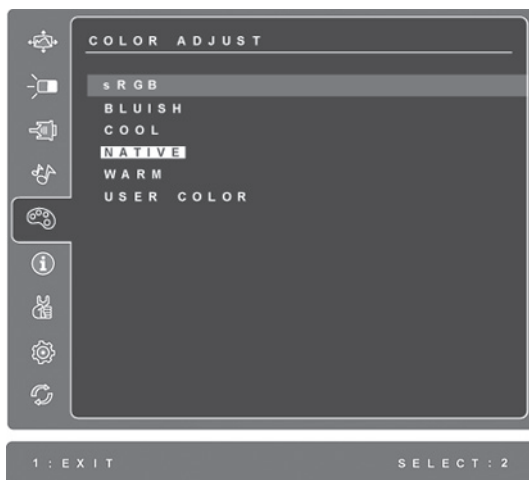 COLOR ADJUST
sRGB
BLUISH
COOL
NATIVE
WARM
USER COLOR
1:EXIT SELECT:2